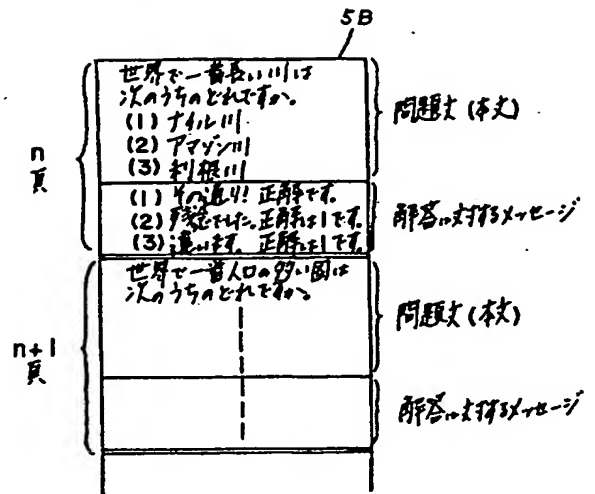 5B
n頁
世界で一番長い川は
次のうちのどれですか。
(1) ナイル川
(2) アマゾン川
(3) 利根川
問題文(本文)
(1) その通り! 正解です。
(2) 残念でした。正解は1です。
(3) 違います。正解は1です。
解答に対するメッセージ
n+1頁
世界で一番人口の多い国は
次のうちのどれですか。
問題文(本文)
解答に対するメッセージ